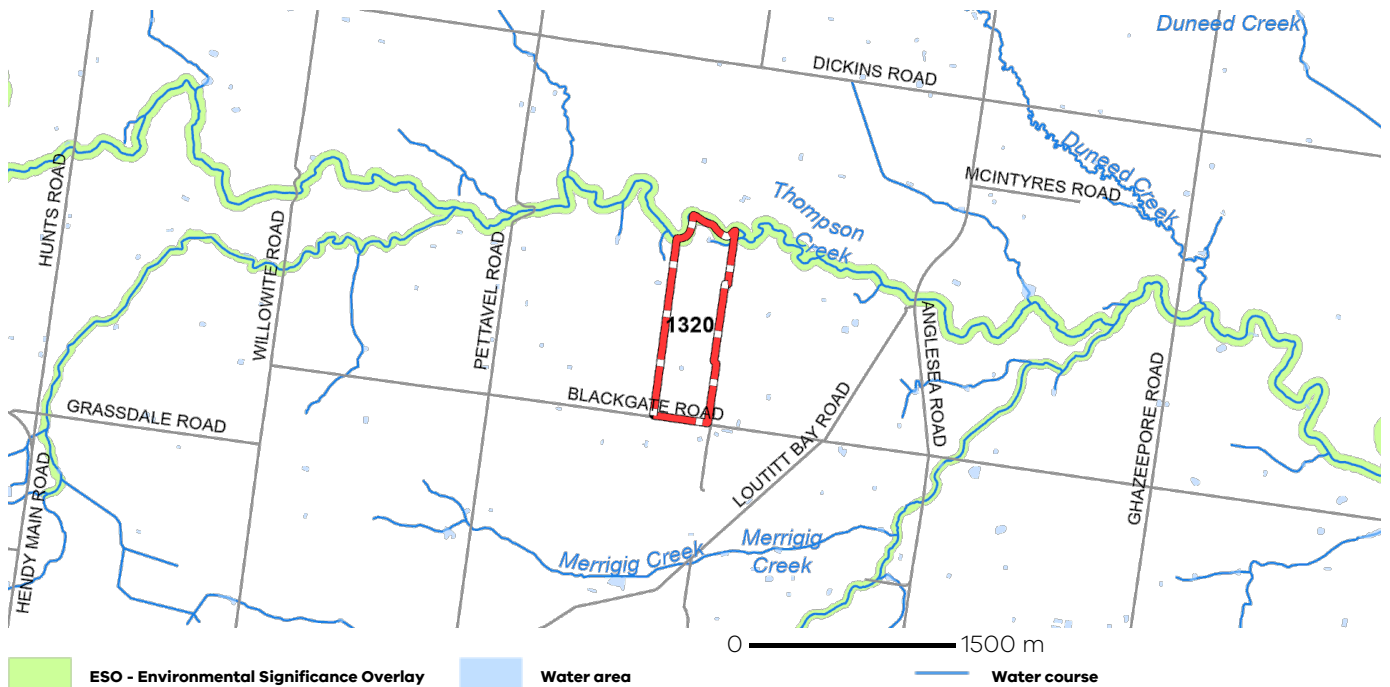 Duneed Creek
DICKINS ROAD
Duneed Creek
MCINTYRES ROAD
HUNTS ROAD
Thompson
Creek
WILLOWITE ROAD
PETTAVEL ROAD
1320
ANGLESEA ROAD
GHAZEEPORE ROAD
BLACKGATE ROAD
GRASSDALE ROAD
LOUTITT BAY ROAD
HENDY MAIN ROAD
Merrigig Creek
Merrigig
Creek
0 1500 m
ESO - Environmental Significance Overlay
Water area
Water course